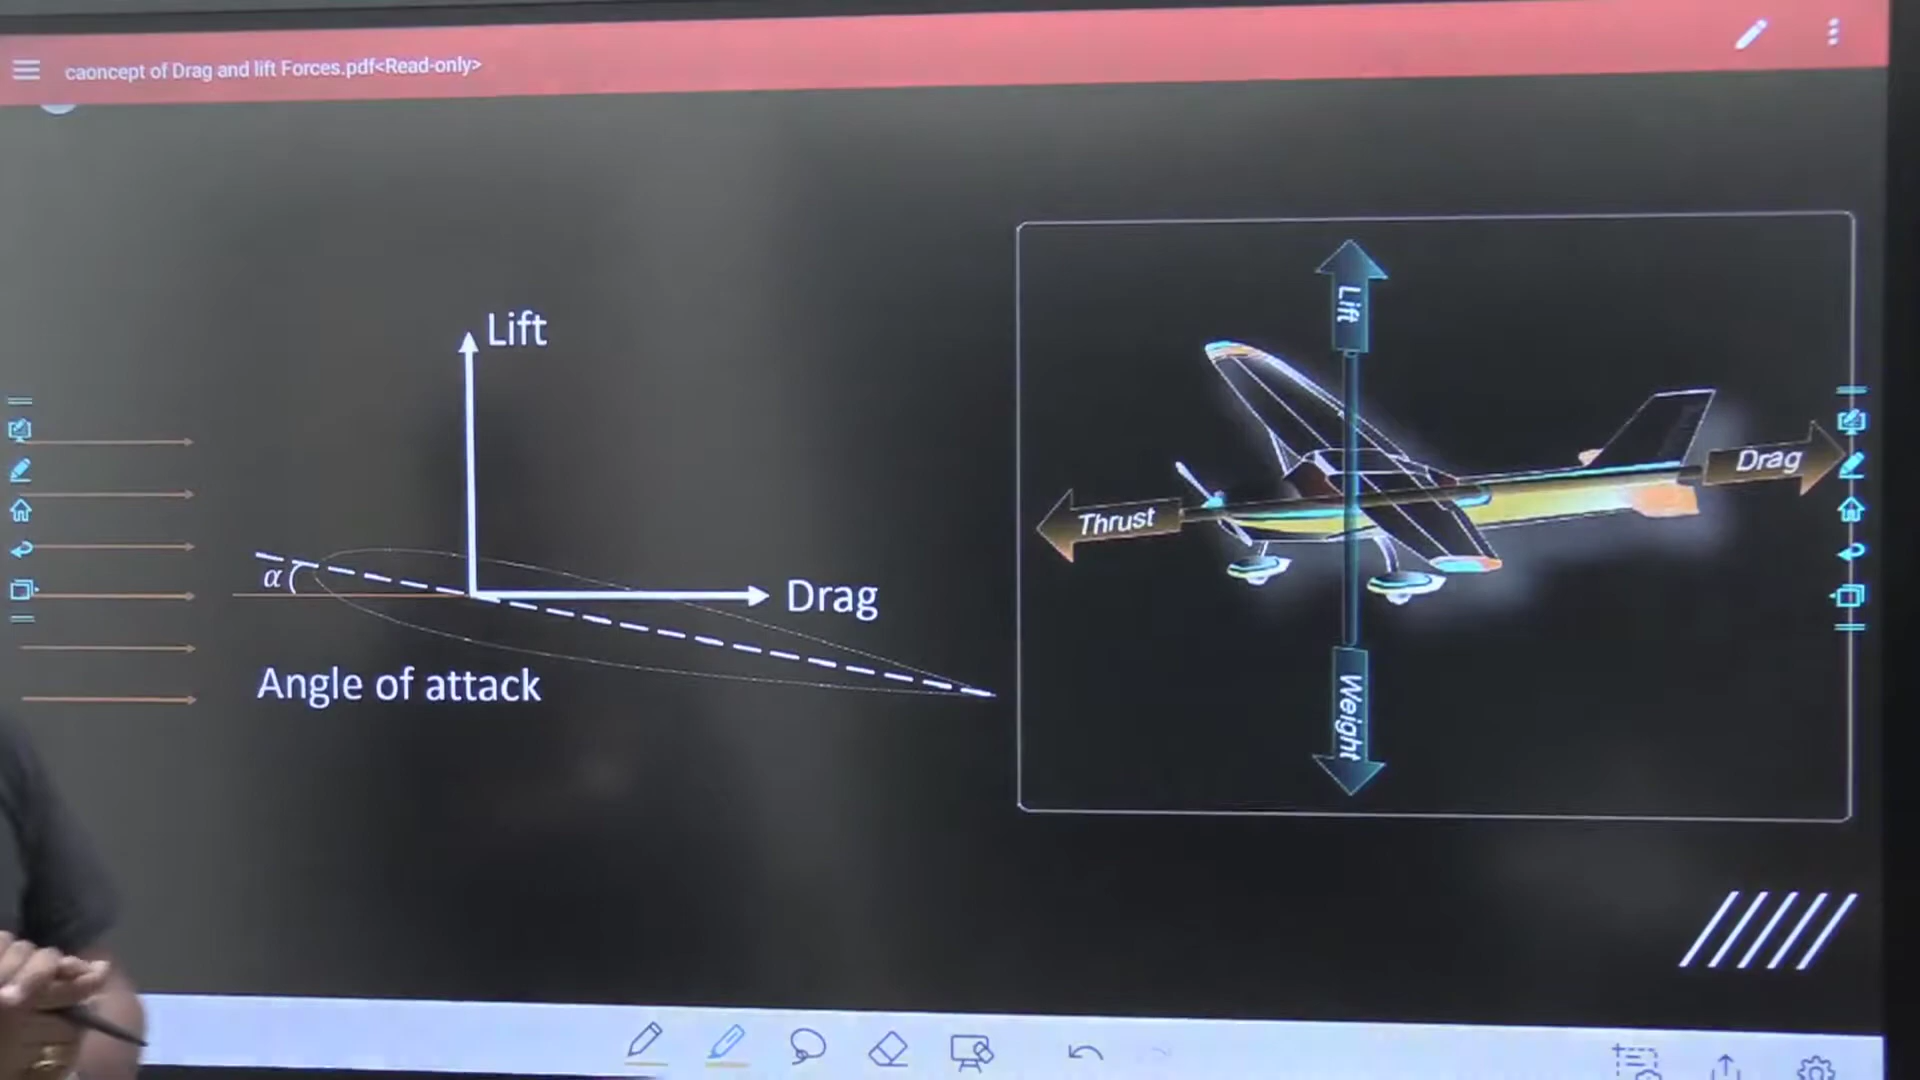 caoncept of Drag and lift Forces.pdf<Read-only>
Lift
α
Drag
Angle of attack
Lift
Thrust
Drag
Weight